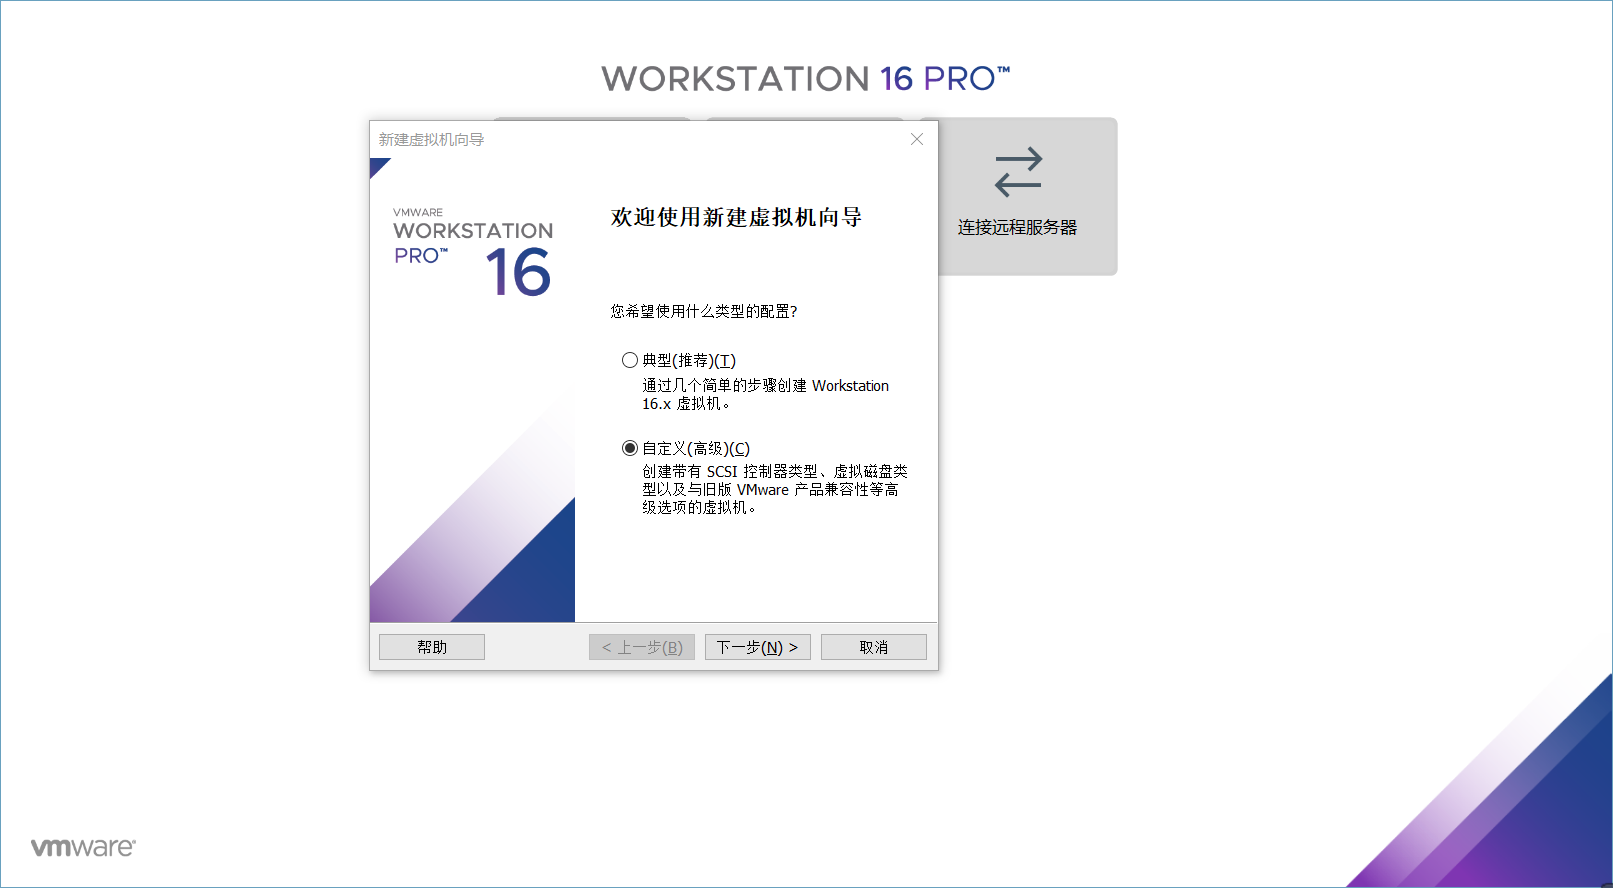 WORKSTATION 16 PRO™
新建虚拟机向导
VMWARE
WORKSTATION
PRO™
16
欢迎使用新建虚拟机向导
您希望使用什么类型的配置?
典型(推荐)(T)
通过几个简单的步骤创建 Workstation
16.x 虚拟机。
自定义(高级)(C)
创建带有 SCSI 控制器类型、虚拟磁盘类
型以及与旧版 VMware 产品兼容性等高
级选项的虚拟机。
帮助
< 上一步(B)
下一步(N) >
取消
连接远程服务器
vmware®